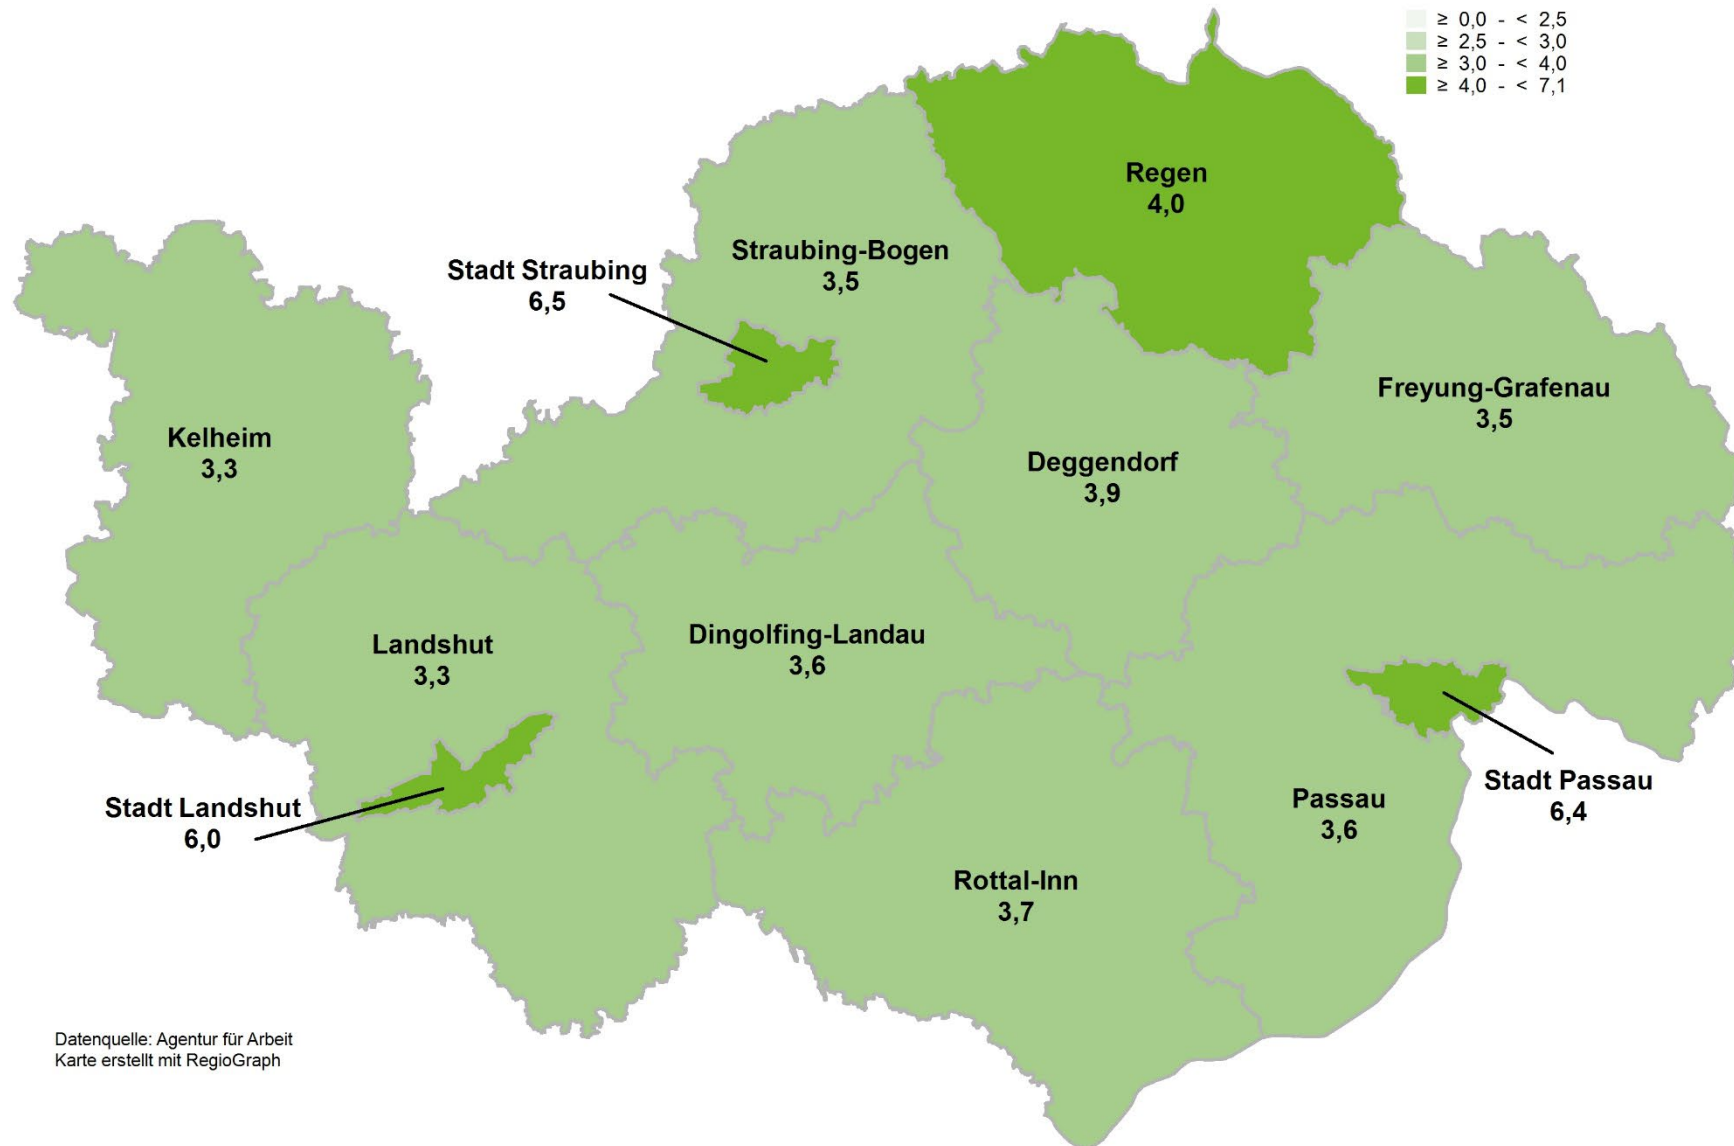 ≥ 0,0 - < 2,5
≥ 2,5 - < 3,0
≥ 3,0 - < 4,0
≥ 4,0 - < 7,1
Regen
4,0
Straubing-Bogen
3,5
Stadt Straubing
6,5
Freyung-Grafenau
3,5
Kelheim
3,3
Deggendorf
3,9
Landshut
3,3
Dingolfing-Landau
3,6
Stadt Landshut
6,0
Stadt Passau
6,4
Passau
3,6
Rottal-Inn
3,7
Datenquelle: Agentur für Arbeit
Karte erstellt mit RegioGraph